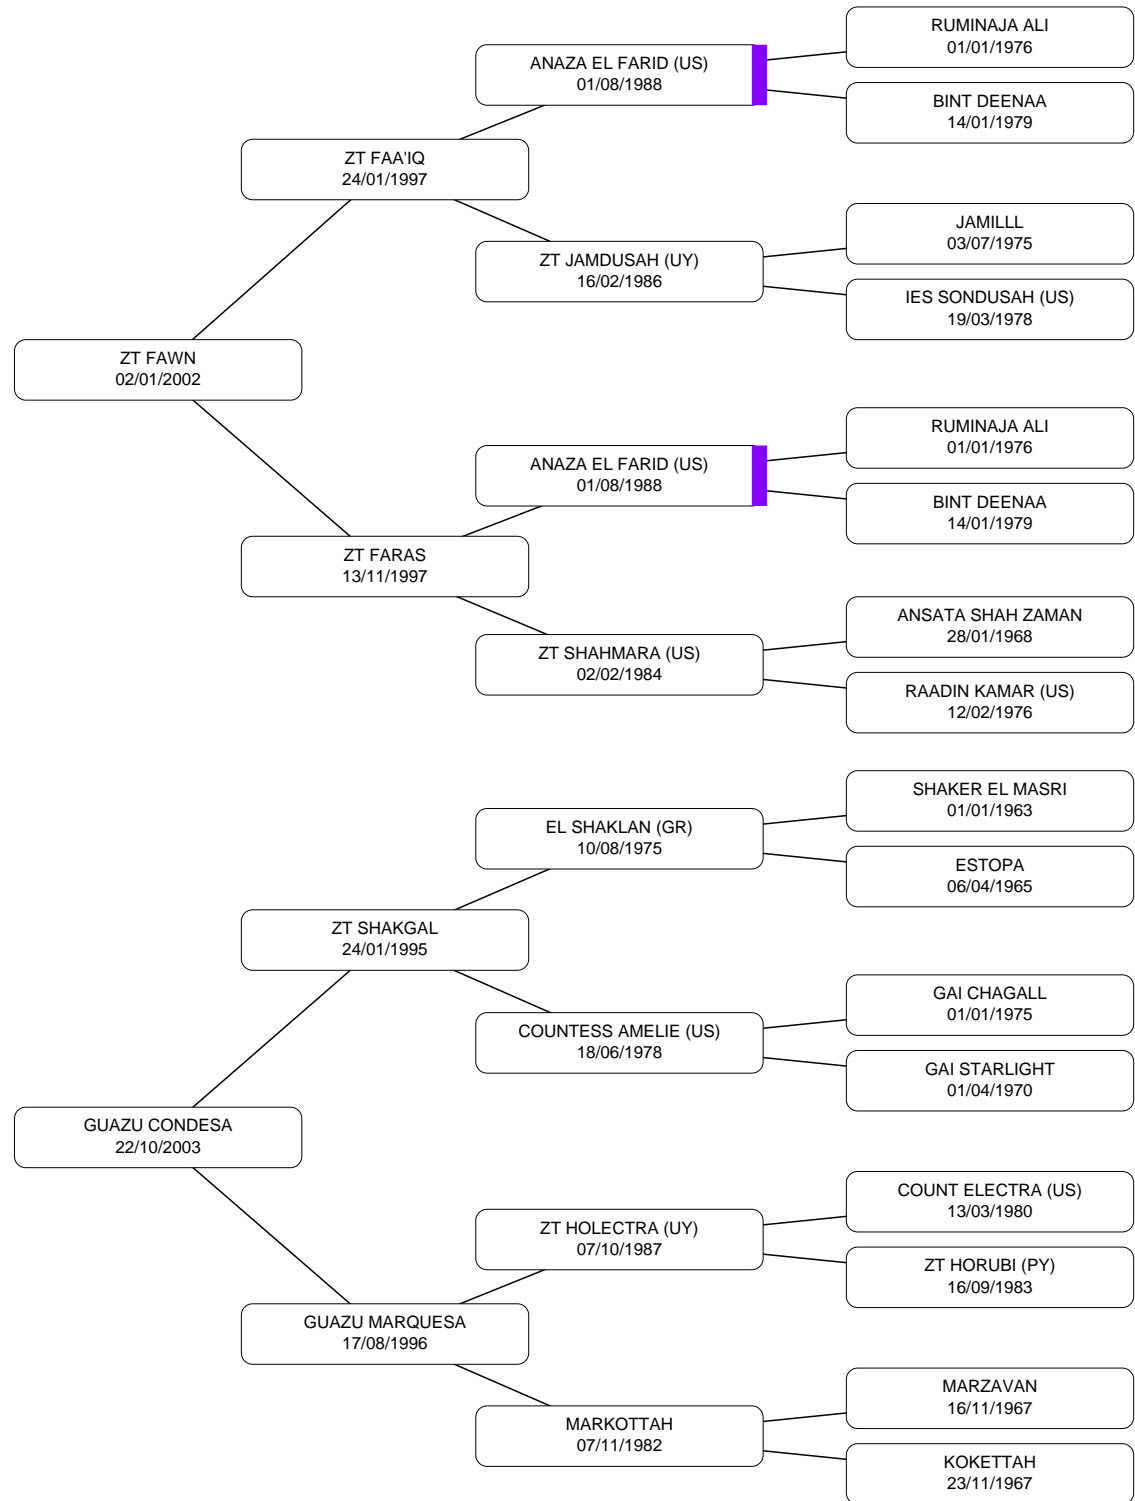 RUMINAJA ALI
01/01/1976
ANAZA EL FARID (US)
01/08/1988
BINT DEENAA
14/01/1979
ZT FAA'IQ
24/01/1997
JAMILLL
03/07/1975
ZT JAMDUSAH (UY)
16/02/1986
IES SONDUSAH (US)
19/03/1978
ZT FAWN
02/01/2002
RUMINAJA ALI
01/01/1976
ANAZA EL FARID (US)
01/08/1988
BINT DEENAA
14/01/1979
ZT FARAS
13/11/1997
ANSATA SHAH ZAMAN
28/01/1968
ZT SHAHMARA (US)
02/02/1984
RAADIN KAMAR (US)
12/02/1976
SHAKER EL MASRI
01/01/1963
EL SHAKLAN (GR)
10/08/1975
ESTOPA
06/04/1965
ZT SHAKGAL
24/01/1995
GAI CHAGALL
01/01/1975
COUNTESS AMELIE (US)
18/06/1978
GAI STARLIGHT
01/04/1970
GUAZU CONDESA
22/10/2003
COUNT ELECTRA (US)
13/03/1980
ZT HOLECTRA (UY)
07/10/1987
ZT HORUBI (PY)
16/09/1983
GUAZU MARQUESA
17/08/1996
MARZAVAN
16/11/1967
MARKOTTAH
07/11/1982
KOKETTAH
23/11/1967